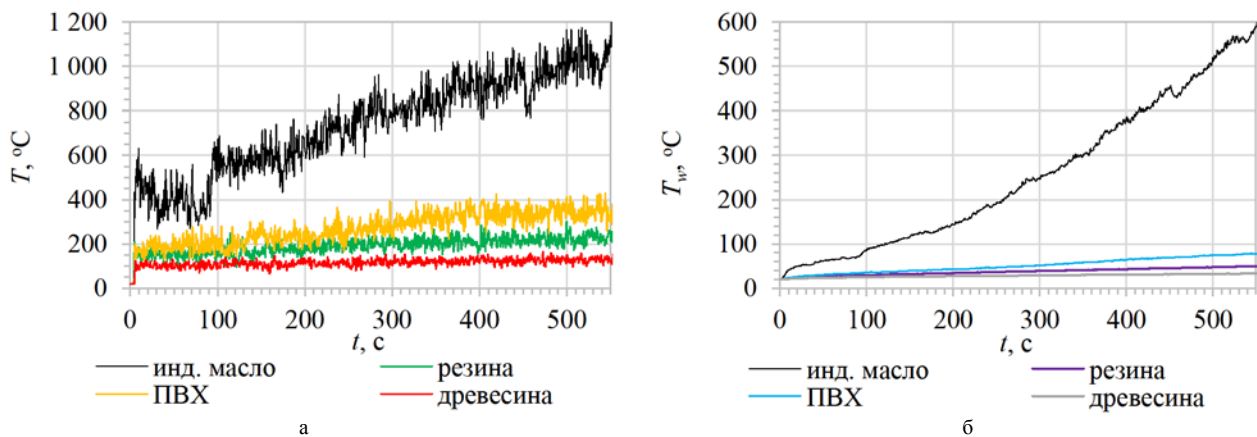 1 200
1 000
800
600
400
200
0
T, °C
0 100 200 300 400 500
t, с
инд. масло
резина
ПВХ
древесина
а
600
500
400
300
200
100
0
Tw, °C
0 100 200 300 400 500
t, с
инд. масло
резина
ПВХ
древесина
б